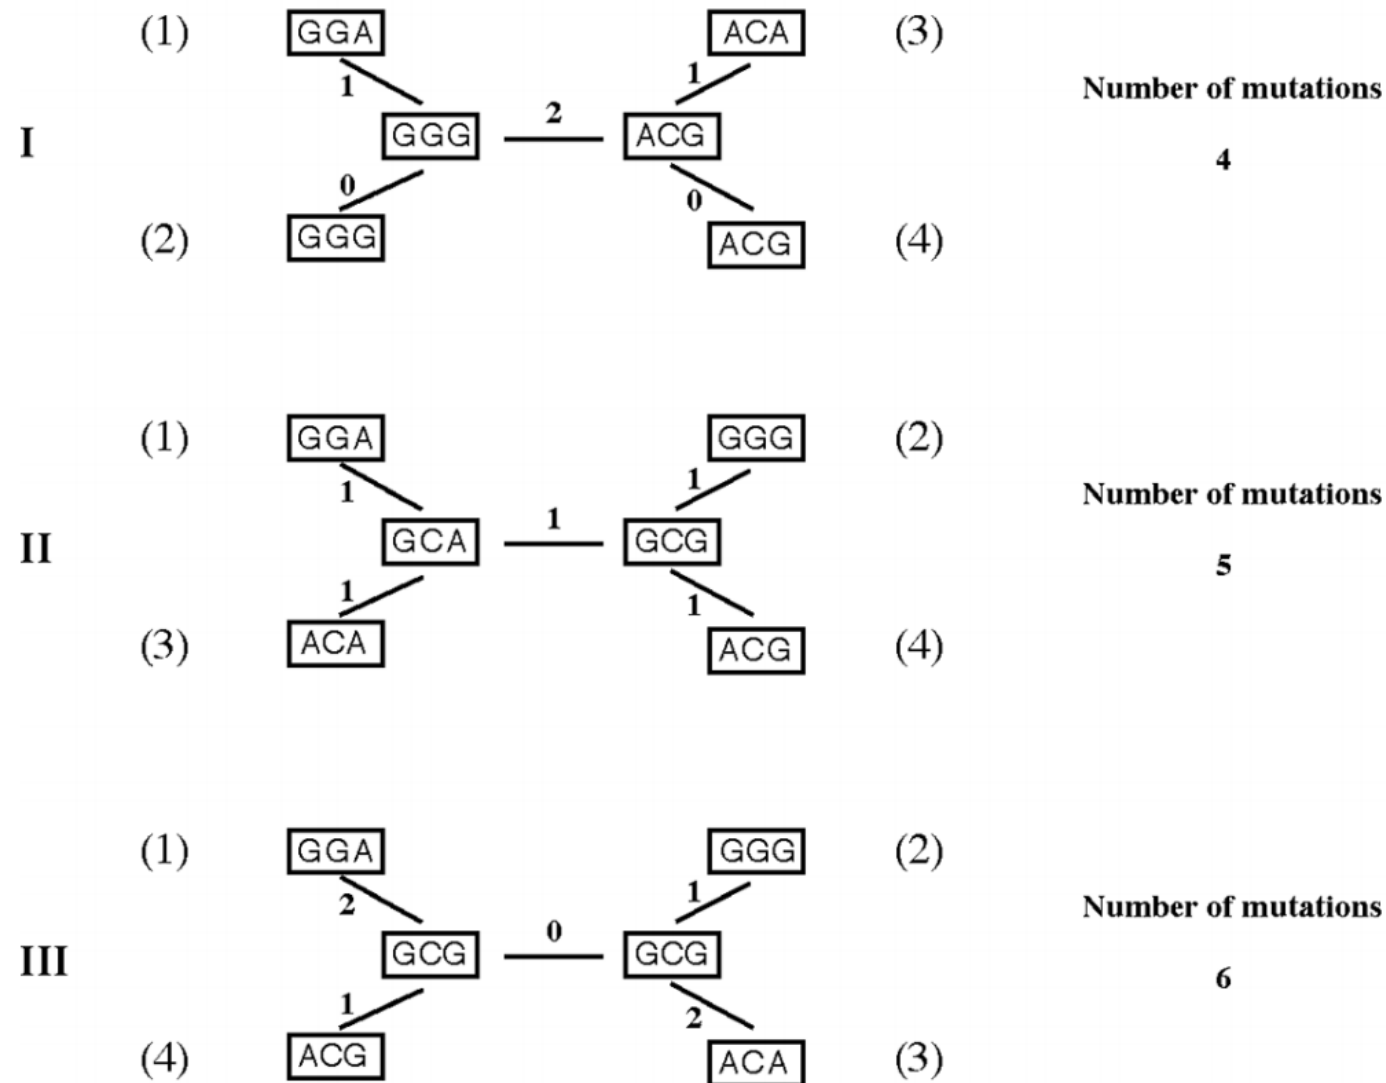 (1) GGA ACA (3)
1 1 Number of mutations
I GGG 2 ACG 4
0 0
(2) GGG ACG (4)
(1) GGA GGG (2)
1 1 Number of mutations
II GCA 1 GCG 5
1 1
(3) ACA ACG (4)
(1) GGA GGG (2)
2 1 Number of mutations
III GCG 0 GCG 6
1 2
(4) ACG ACA (3)